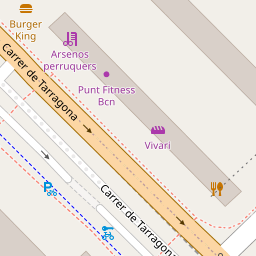 Burger
King
Arsenos
perruquers
Punt Fitness
Bcn
Carrer de Tarragona
Vivari
Carrer de Tarragona